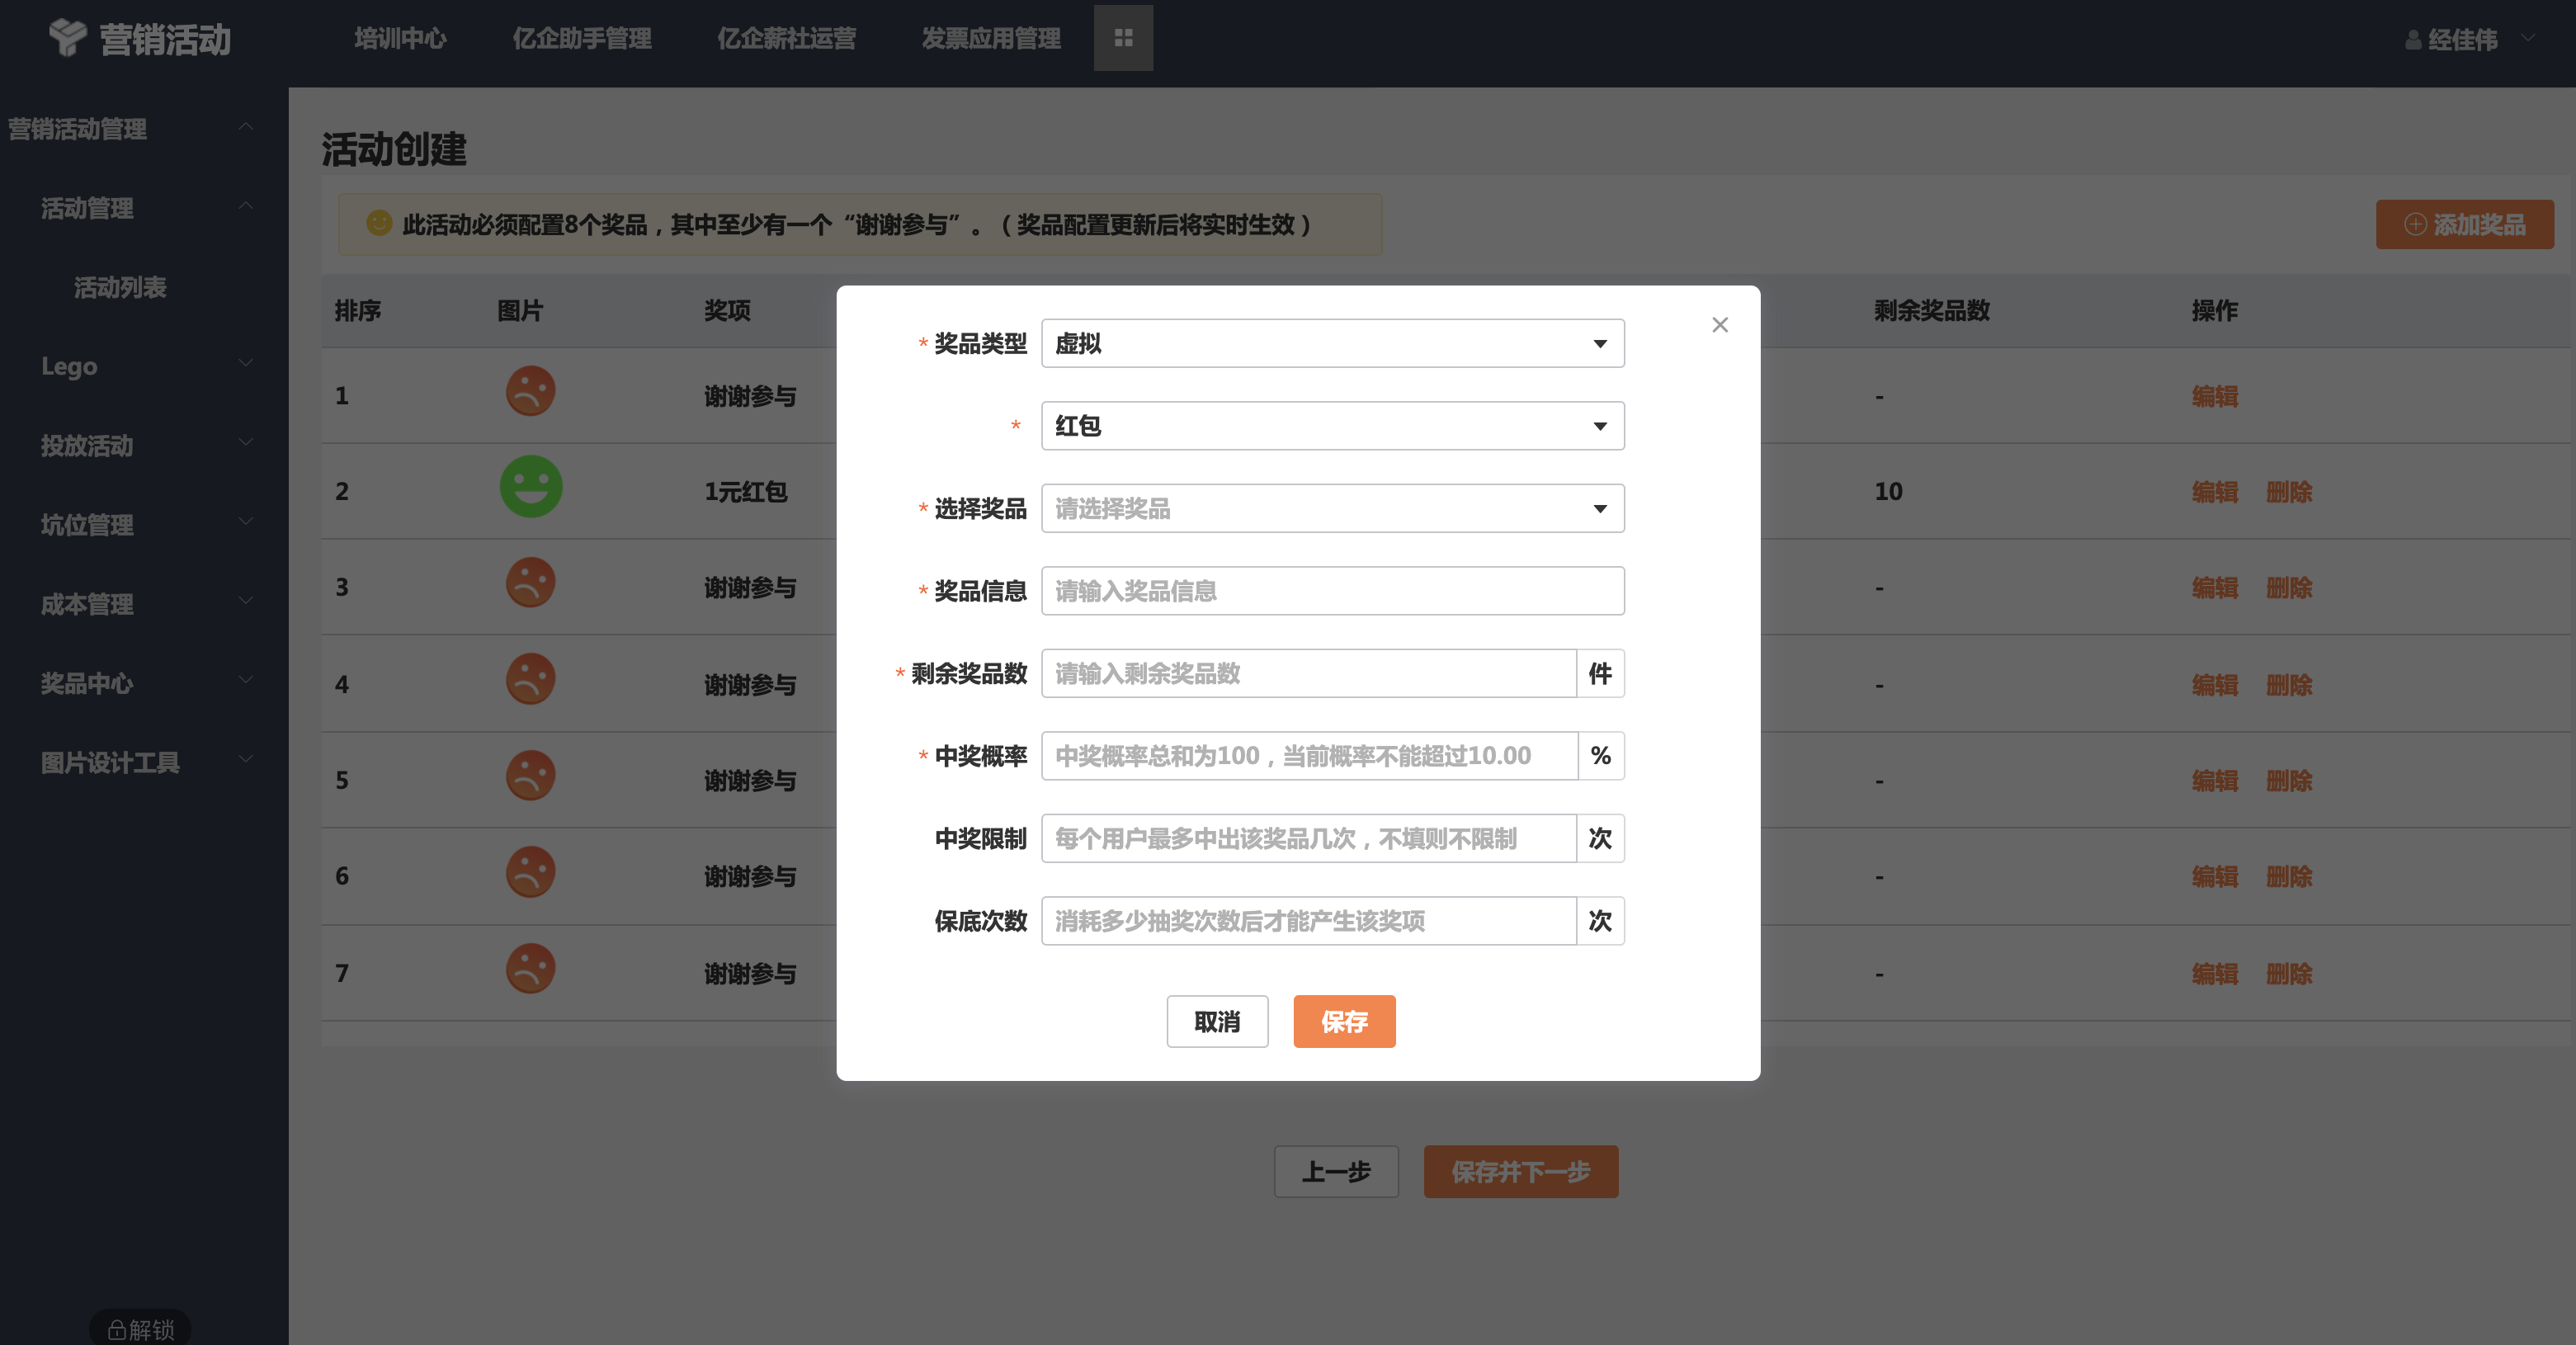 营销活动
培训中心 亿企助手管理 亿企薪社运营 发票应用管理
经佳伟
营销活动管理
活动管理
活动列表
Lego
投放活动
坑位管理
成本管理
奖品中心
图片设计工具
解锁
活动创建
此活动必须配置8个奖品，其中至少有一个“谢谢参与”。（奖品配置更新后将实时生效）
添加奖品
排序 图片 奖项 剩余奖品数 操作
1 谢谢参与 - 编辑
2 1元红包 10 编辑 删除
3 谢谢参与 - 编辑 删除
4 谢谢参与 - 编辑 删除
5 谢谢参与 - 编辑 删除
6 谢谢参与 - 编辑 删除
7 谢谢参与 - 编辑 删除
* 奖品类型 虚拟
* 红包
* 选择奖品 请选择奖品
* 奖品信息 请输入奖品信息
* 剩余奖品数 请输入剩余奖品数 件
* 中奖概率 中奖概率总和为100，当前概率不能超过10.00 %
中奖限制 每个用户最多中出该奖品几次，不填则不限制 次
保底次数 消耗多少抽奖次数后才能产生该奖项 次
取消 保存
上一步 保存并下一步